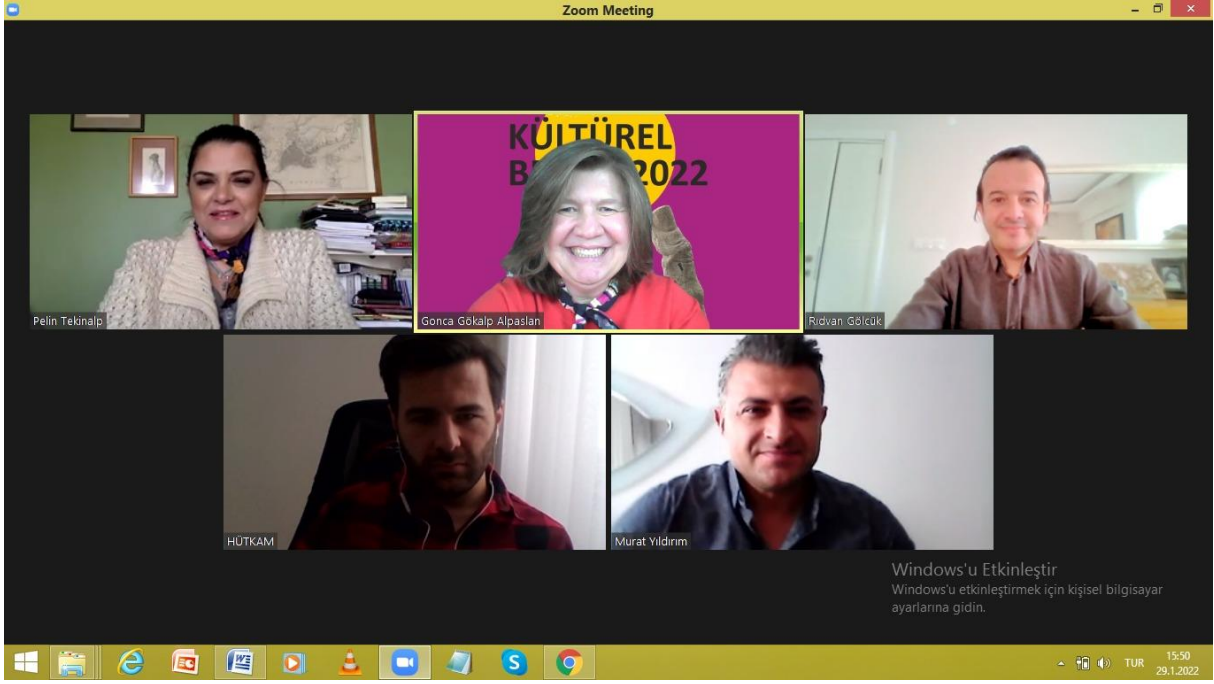 Zoom Meeting
KÜLTÜREL
B 2022
Pelin Tekinalp
Gonca Gökalp Alpaslan
Rıdvan Gölcük
HÜTKAM
Murat Yıldırım
Windows'u Etkinleştir
Windows'u etkinleştirmek için kişisel bilgisayar
ayarlarına gidin.
TUR
15:50
29.1.2022